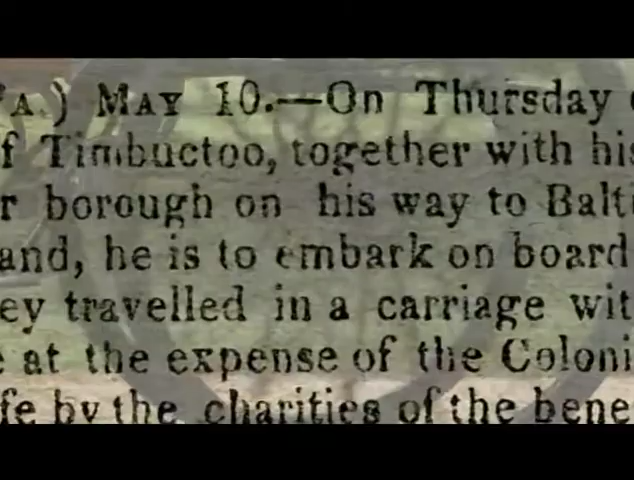 A.) MAY 10.—On Thursday
f Timbuctoo, together with his
r borough on his way to Balt
and, he is to embark on board
ey travelled in a carriage wit
at the expense of the Coloni
fe by the charities of the bene